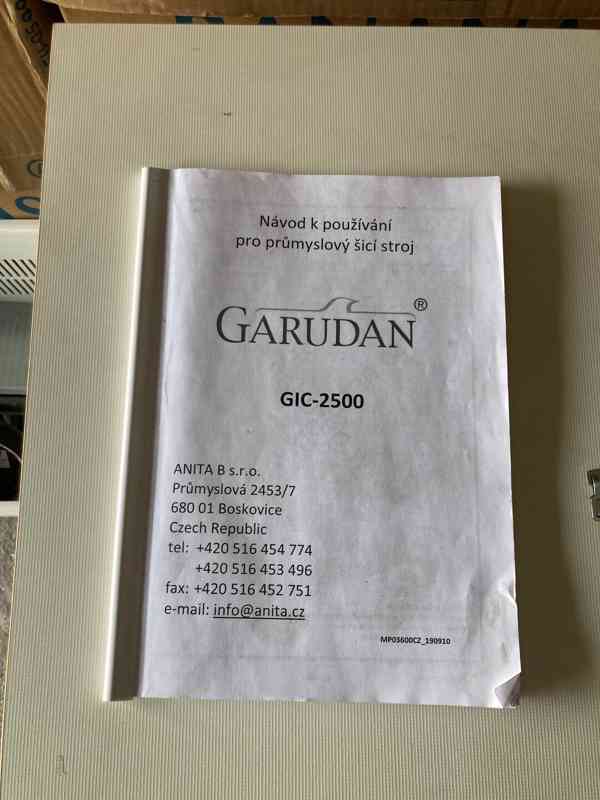 BANANA
Návod k používání
pro průmyslový šicí stroj
GARUDAN®
GIC-2500
ANITA B s.r.o.
Průmyslová 2453/7
680 01 Boskovice
Czech Republic
tel: +420 516 454 774
+420 516 453 496
fax: +420 516 452 751
e-mail: info@anita.cz
MP03600CZ_190910